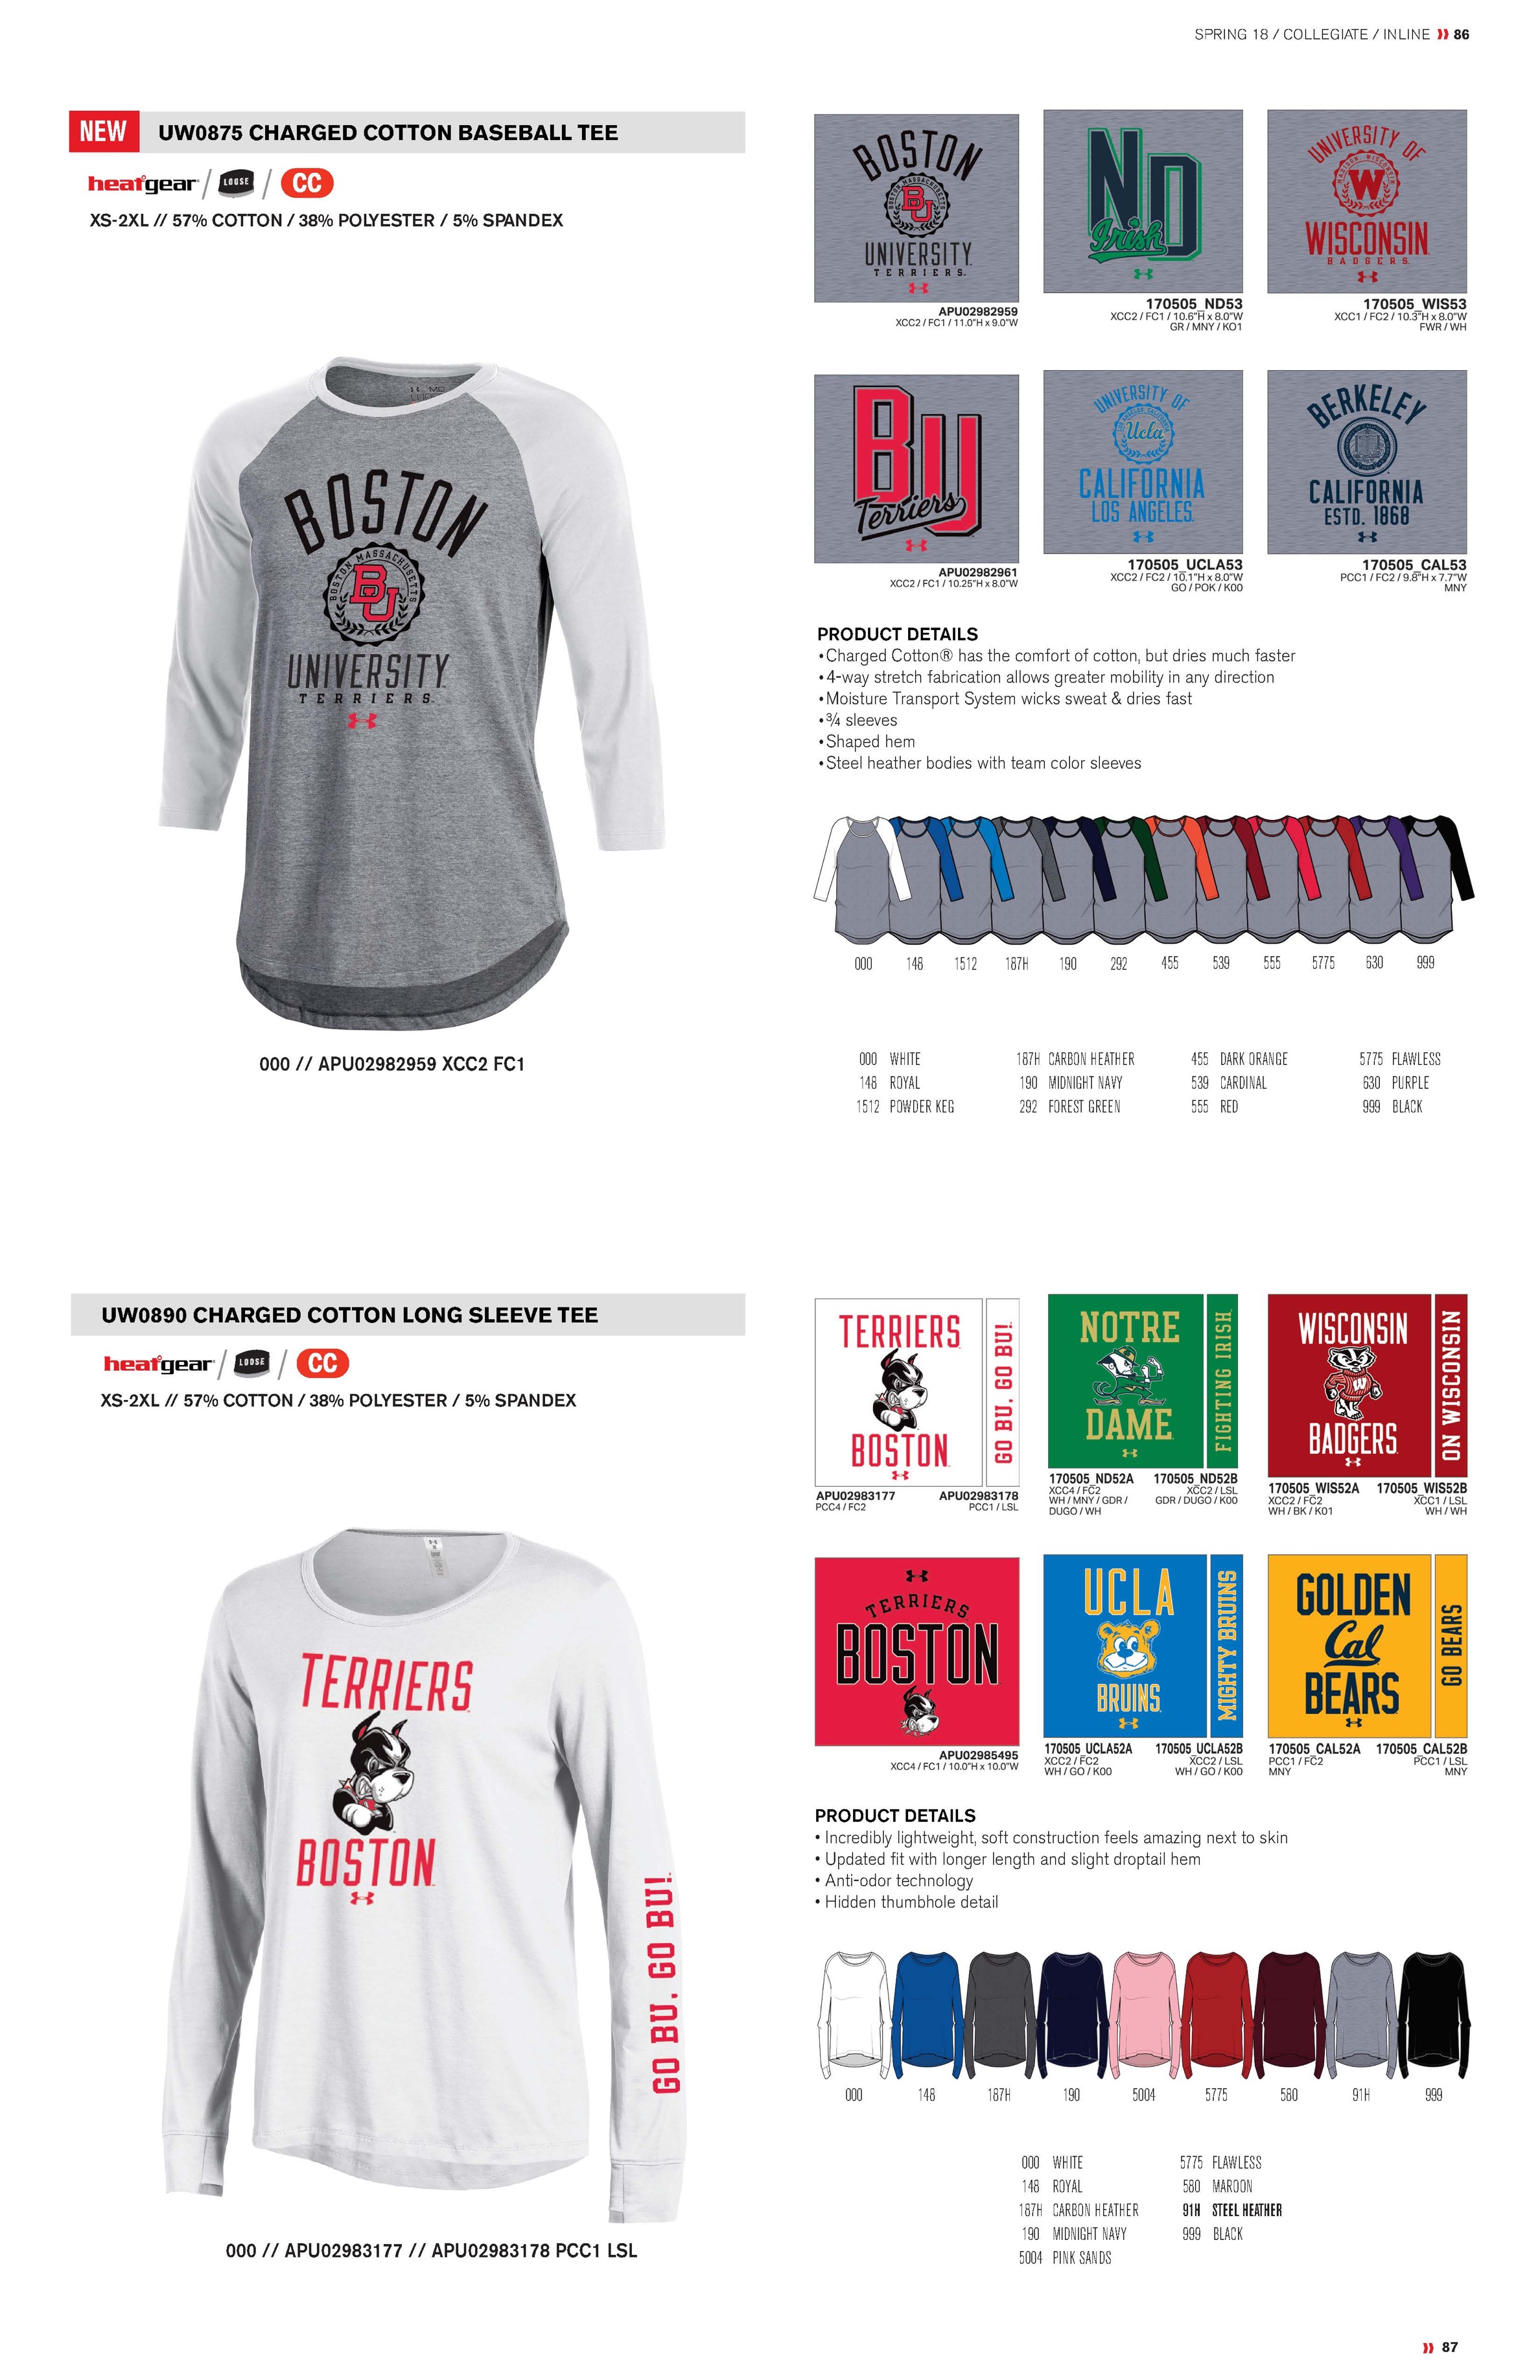 SPRING 18 / COLLEGIATE / INLINE 86
NEW UW0875 CHARGED COTTON BASEBALL TEE
heatgear / LOOSE / CC
XS-2XL // 57% COTTON / 38% POLYESTER / 5% SPANDEX
BOSTON
BOSTON MASSACHUSETTS
BU
UNIVERSITY
TERRIERS
000 // APU02982959 XCC2 FC1
BOSTON
BU
UNIVERSITY
TERRIERS
APU02982959
XCC2 / FC1 / 11.0"H x 9.0"W
ND
Irish
170505_ND53
XCC2 / FC1 / 10.6"H x 8.0"W
GR / MNY / KO1
UNIVERSITY OF
W
WISCONSIN
BADGERS
170505_WIS53
XCC1 / FC2 / 10.3"H x 8.0"W
FWR / WH
BU
Terriers
APU02982961
XCC2 / FC1 / 10.25"H x 8.0"W
UNIVERSITY OF
Ucla
CALIFORNIA
LOS ANGELES
170505_UCLA53
XCC2 / FC2 / 10.1"H x 8.0"W
GO / POK / K00
BERKELEY
CALIFORNIA
ESTD. 1868
170505_CAL53
PCC1 / FC2 / 9.8"H x 7.7"W
MNY
PRODUCT DETAILS
• Charged Cotton® has the comfort of cotton, but dries much faster
• 4-way stretch fabrication allows greater mobility in any direction
• Moisture Transport System wicks sweat & dries fast
• ¾ sleeves
• Shaped hem
• Steel heather bodies with team color sleeves
000 148 1512 187H 190 292 455 539 555 5775 630 999
000 WHITE 187H CARBON HEATHER 455 DARK ORANGE 5775 FLAWLESS
148 ROYAL 190 MIDNIGHT NAVY 539 CARDINAL 630 PURPLE
1512 POWDER KEG 292 FOREST GREEN 555 RED 999 BLACK
UW0890 CHARGED COTTON LONG SLEEVE TEE
heatgear / LOOSE / CC
XS-2XL // 57% COTTON / 38% POLYESTER / 5% SPANDEX
TERRIERS
BOSTON
GO BU. GO BU!
000 // APU02983177 // APU02983178 PCC1 LSL
TERRIERS
BOSTON
GO BU. GO BU!
APU02983177 APU02983178
PCC4 / FC2 PCC1 / LSL
NOTRE
DAME
FIGHTING IRISH
170505_ND52A 170505_ND52B
XCC4 / FC2 XCC2 / LSL
WH / MNY / GDR / GDR / DUGO / K00
DUGO / WH
WISCONSIN
W
BADGERS
ON WISCONSIN
170505_WIS52A 170505_WIS52B
XCC2 / FC2 XCC1 / LSL
WH / BK / K01 WH / WH
TERRIERS
BOSTON
APU02985495
XCC4 / FC1 / 10.0"H x 10.0"W
UCLA
BRUINS
MIGHTY BRUINS
170505_UCLA52A 170505_UCLA52B
XCC2 / FC2 XCC2 / LSL
WH / GO / K00 WH / GO / K00
GOLDEN
Cal
BEARS
GO BEARS
170505_CAL52A 170505_CAL52B
PCC1 / FC2 PCC1 / LSL
MNY MNY
PRODUCT DETAILS
• Incredibly lightweight, soft construction feels amazing next to skin
• Updated fit with longer length and slight droptail hem
• Anti-odor technology
• Hidden thumbhole detail
000 148 187H 190 5004 5775 580 91H 999
000 WHITE 5775 FLAWLESS
148 ROYAL 580 MAROON
187H CARBON HEATHER 91H STEEL HEATHER
190 MIDNIGHT NAVY 999 BLACK
5004 PINK SANDS
87